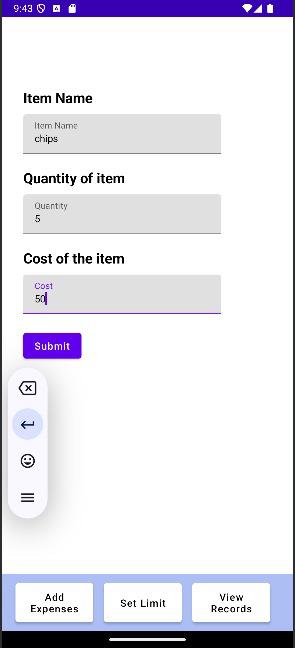 9:43
Item Name
Item Name
chips
Quantity of item
Quantity
5
Cost of the item
Cost
50
Submit
Add
Expenses
Set Limit
View
Records